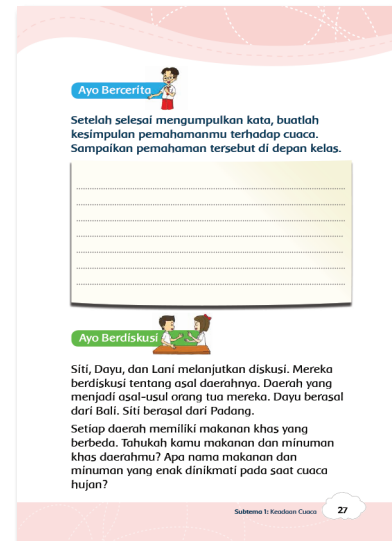 Ayo Bercerita
Setelah selesai mengumpulkan kata, buatlah
kesimpulan pemahamanmu terhadap cuaca.
Sampaikan pemahaman tersebut di depan kelas.
Ayo Berdiskusi
Siti, Dayu, dan Lani melanjutkan diskusi. Mereka
berdiskusi tentang asal daerahnya. Daerah yang
menjadi asal-usul orang tua mereka. Dayu berasal
dari Bali. Siti berasal dari Padang.
Setiap daerah memiliki makanan khas yang
berbeda. Tahukah kamu makanan dan minuman
khas daerahmu? Apa nama makanan dan
minuman yang enak dinikmati pada saat cuaca
hujan?
Subtema 1: Keadaan Cuaca 27